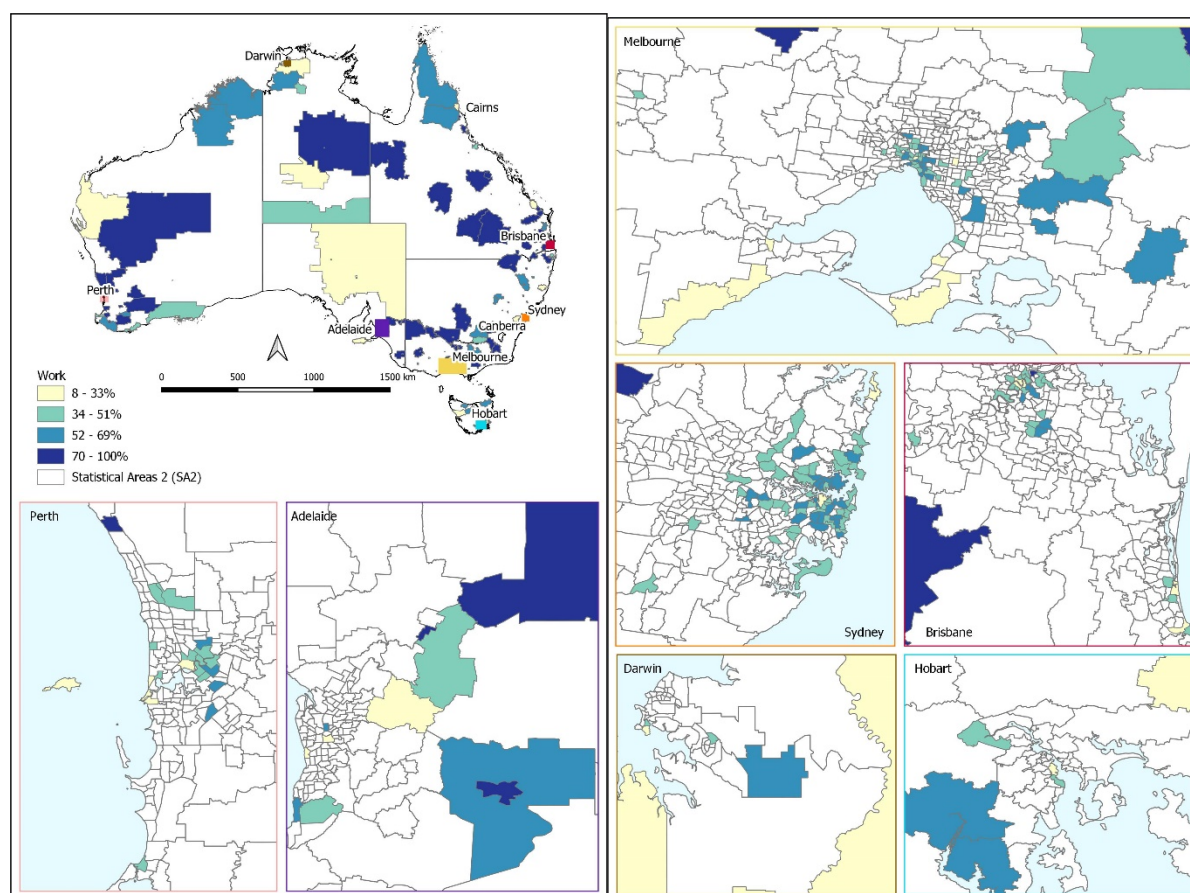 Darwin
Cairns
Brisbane
Perth
Sydney
Adelaide
Canberra
Melbourne
Hobart
Work
8 - 33%
34 - 51%
52 - 69%
70 - 100%
Statistical Areas 2 (SA2)
0 500 1000 1500 km
Perth
Adelaide
Melbourne
Sydney
Brisbane
Darwin
Hobart